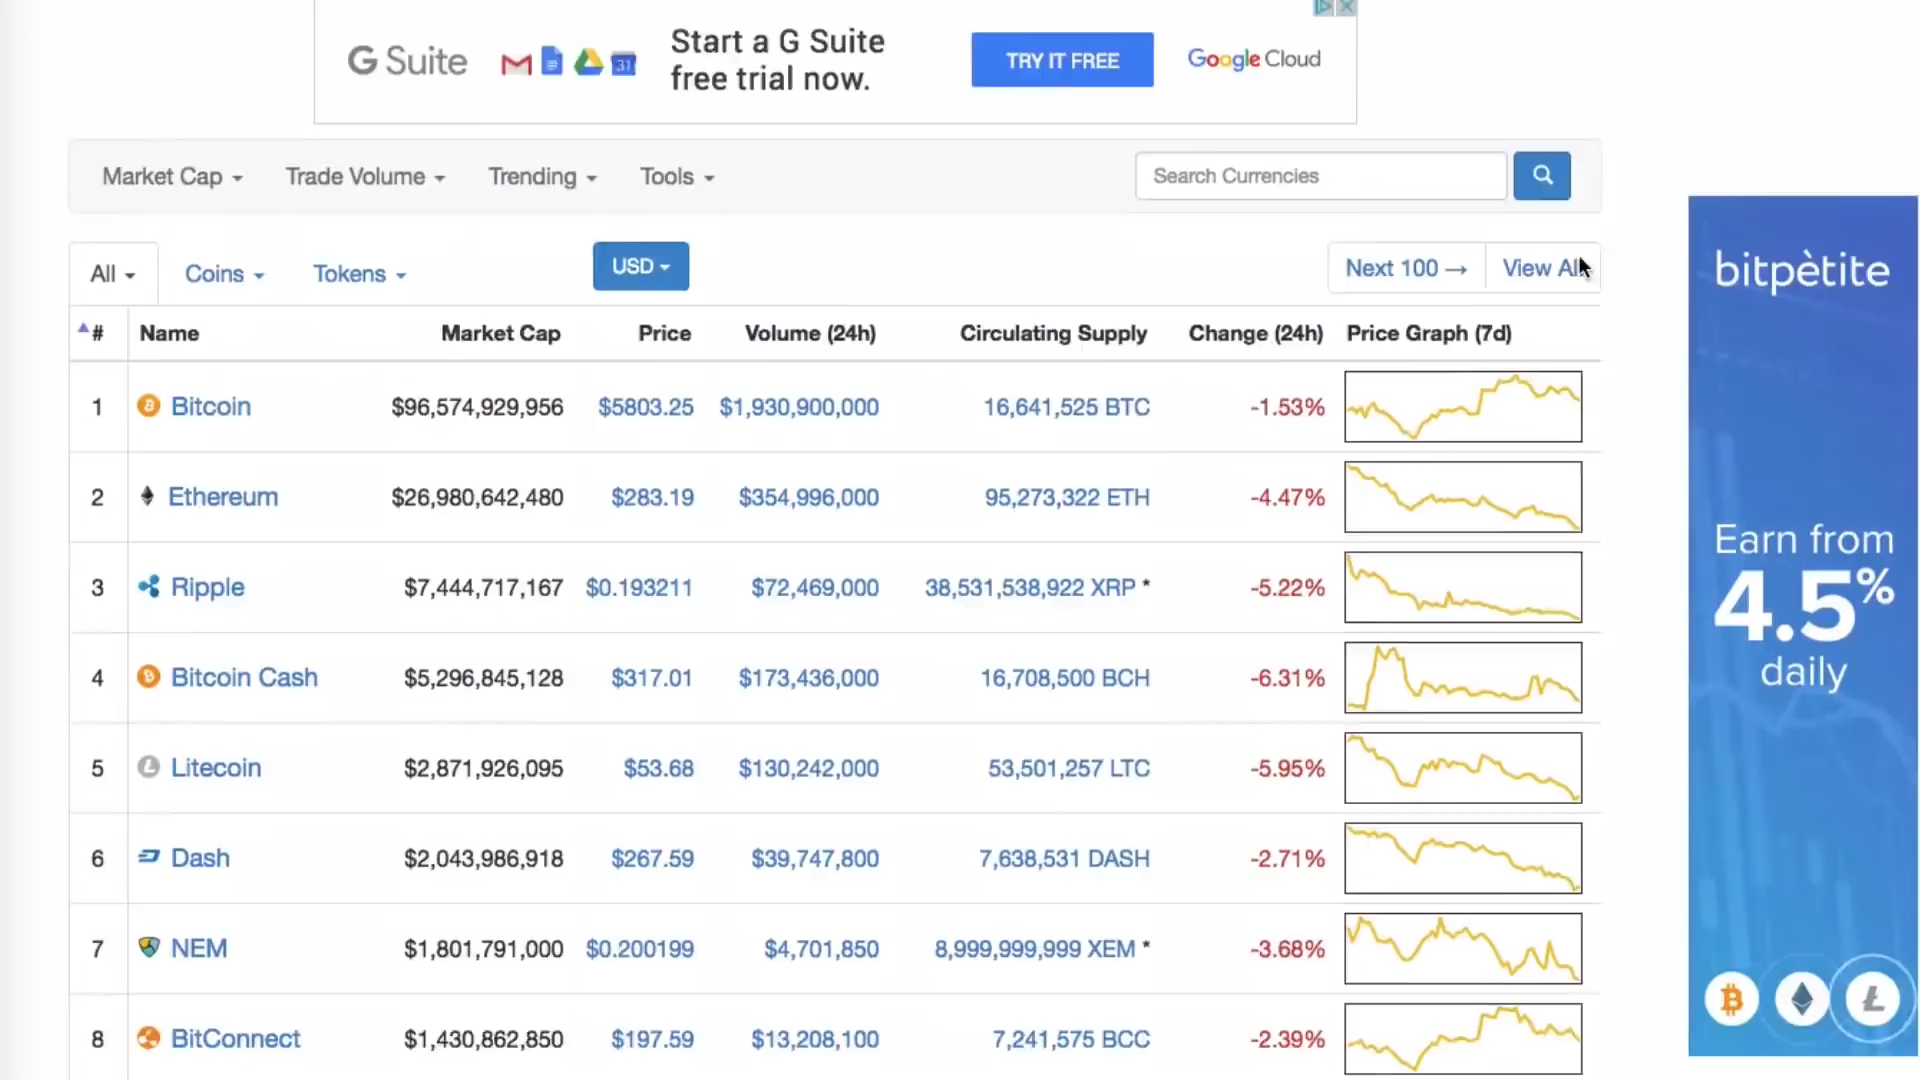 G Suite
31
Start a G Suite
free trial now.
TRY IT FREE
Google Cloud
Market Cap
Trade Volume
Trending
Tools
Search Currencies
All
Coins
Tokens
USD
Next 100 →
View All
# Name Market Cap Price Volume (24h) Circulating Supply Change (24h) Price Graph (7d)
1 Bitcoin $96,574,929,956 $5803.25 $1,930,900,000 16,641,525 BTC -1.53%
2 Ethereum $26,980,642,480 $283.19 $354,996,000 95,273,322 ETH -4.47%
3 Ripple $7,444,717,167 $0.193211 $72,469,000 38,531,538,922 XRP * -5.22%
4 Bitcoin Cash $5,296,845,128 $317.01 $173,436,000 16,708,500 BCH -6.31%
5 Litecoin $2,871,926,095 $53.68 $130,242,000 53,501,257 LTC -5.95%
6 Dash $2,043,986,918 $267.59 $39,747,800 7,638,531 DASH -2.71%
7 NEM $1,801,791,000 $0.200199 $4,701,850 8,999,999,999 XEM * -3.68%
8 BitConnect $1,430,862,850 $197.59 $13,208,100 7,241,575 BCC -2.39%
bitpètite
Earn from
4.5%
daily